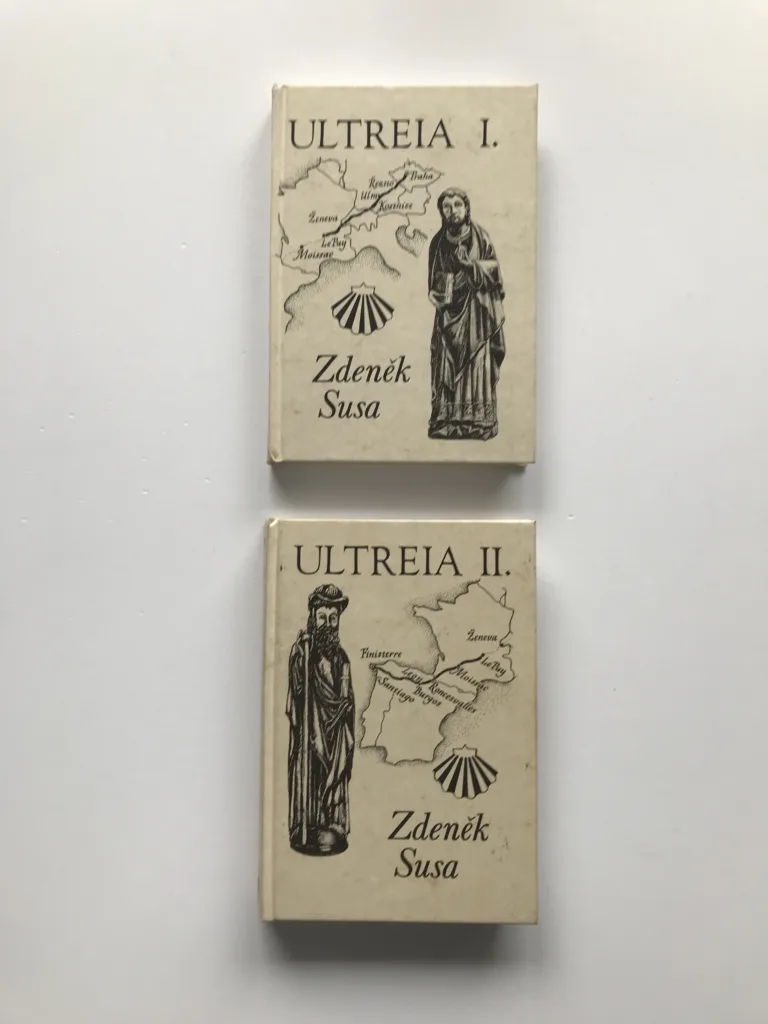 ULTREIA I.
Praha
Řezno
Ulm
Kostnice
Ženeva
Le Puy
Moissac
Zdeněk
Susa
ULTREIA II.
Ženeva
Finisterre
Le Puy
Moissac
Leon
Roncesvalles
Santiago
Burgos
Zdeněk
Susa